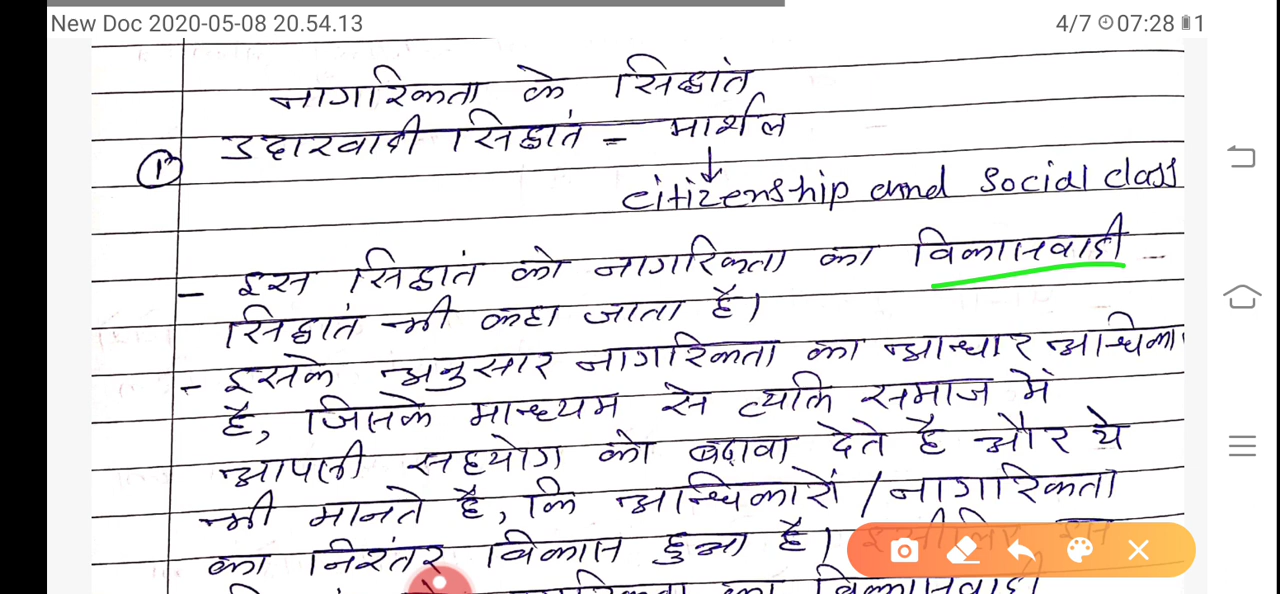 New Doc 2020-05-08 20.54.13
4/7 07:28 1
नागरिकता के सिद्धांत
① उदारवादी सिद्धांत - मार्शल
citizenship and Social class
- इस सिद्धांत को नागरिकता का विकासवादी
सिद्धांत भी कहा जाता है।
- इसके अनुसार नागरिकता का आधार अधिका
है, जिसके माध्यम से व्यक्ति समाज में
आपसी सहयोग को बढ़ावा देते है और ये
भी मानते है, कि अधिकारों / नागरिकता
का निरंतर विकास हुआ है।
का विकासवादी